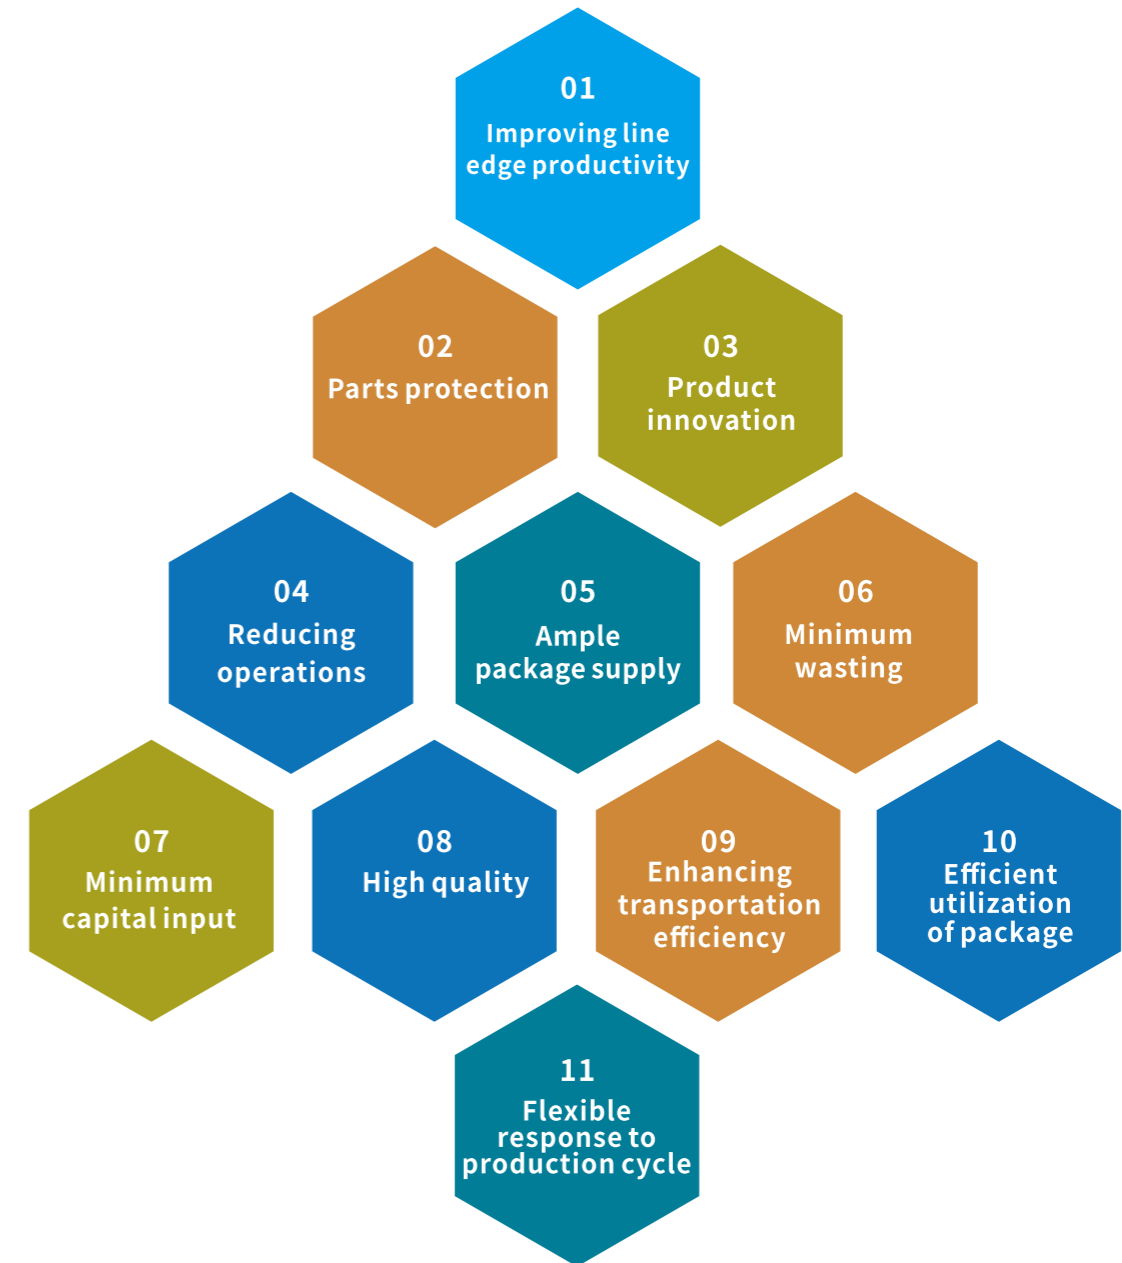 01
Improving line
edge productivity
02
Parts protection
03
Product
innovation
04
Reducing
operations
05
Ample
package supply
06
Minimum
wasting
07
Minimum
capital input
08
High quality
09
Enhancing
transportation
efficiency
10
Efficient
utilization
of package
11
Flexible
response to
production cycle